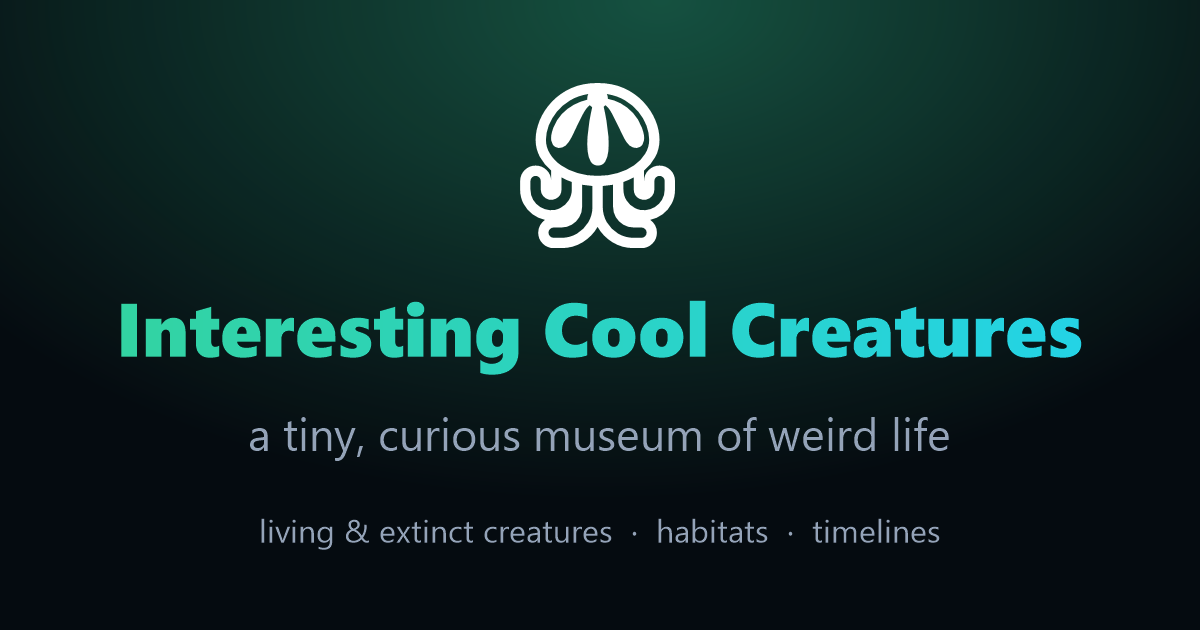 Interesting Cool Creatures
a tiny, curious museum of weird life
living & extinct creatures · habitats · timelines